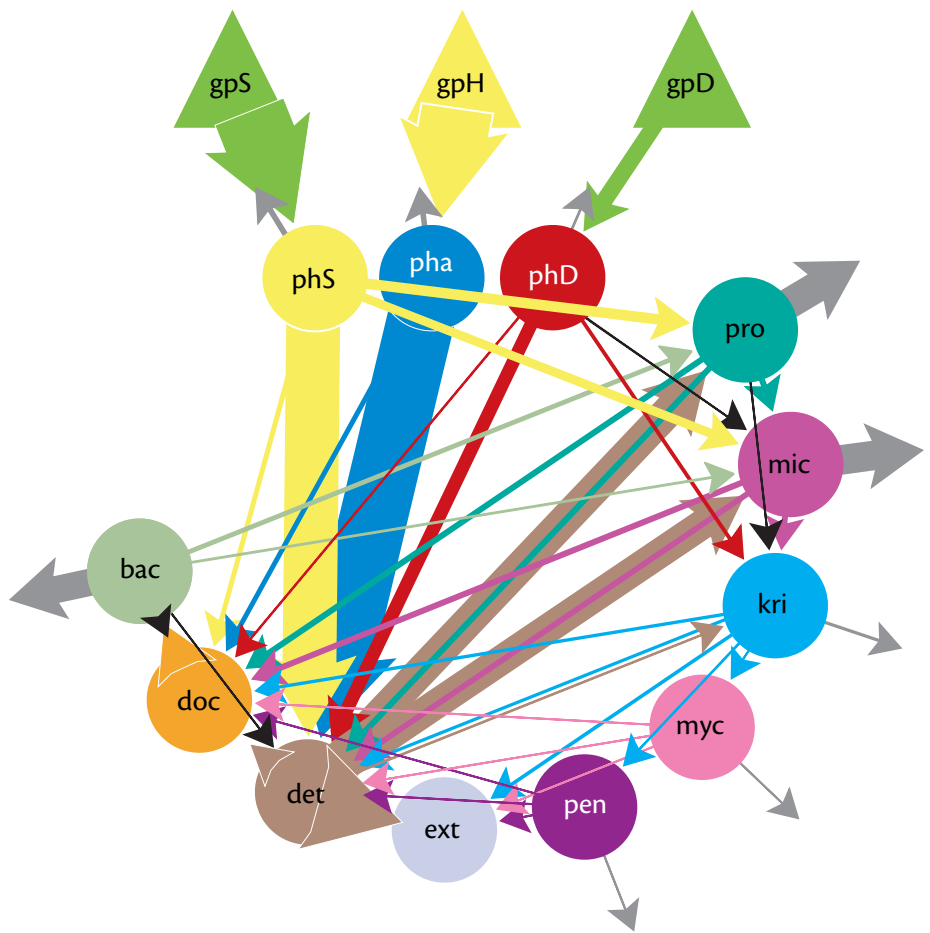 gpS
gpH
gpD
phS
pha
phD
pro
mic
bac
kri
doc
myc
det
ext
pen